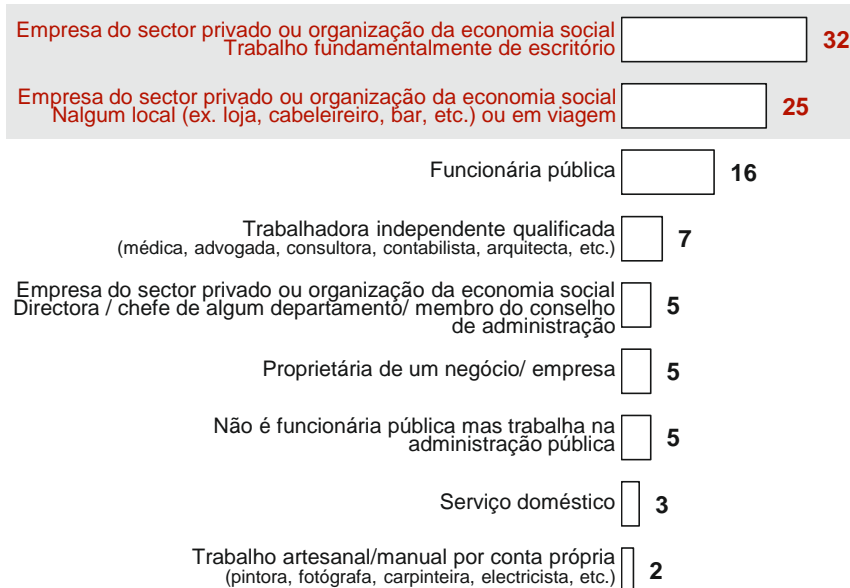 Empresa do sector privado ou organização da economia social
Trabalho fundamentalmente de escritório
32
Empresa do sector privado ou organização da economia social
Nalgum local (ex. loja, cabeleireiro, bar, etc.) ou em viagem
25
Funcionária pública
16
Trabalhadora independente qualificada
(médica, advogada, consultora, contabilista, arquitecta, etc.)
7
Empresa do sector privado ou organização da economia social
Directora / chefe de algum departamento/ membro do conselho
de administração
5
Proprietária de um negócio/ empresa
5
Não é funcionária pública mas trabalha na
administração pública
5
Serviço doméstico
3
Trabalho artesanal/manual por conta própria
(pintora, fotógrafa, carpinteira, electricista, etc.)
2